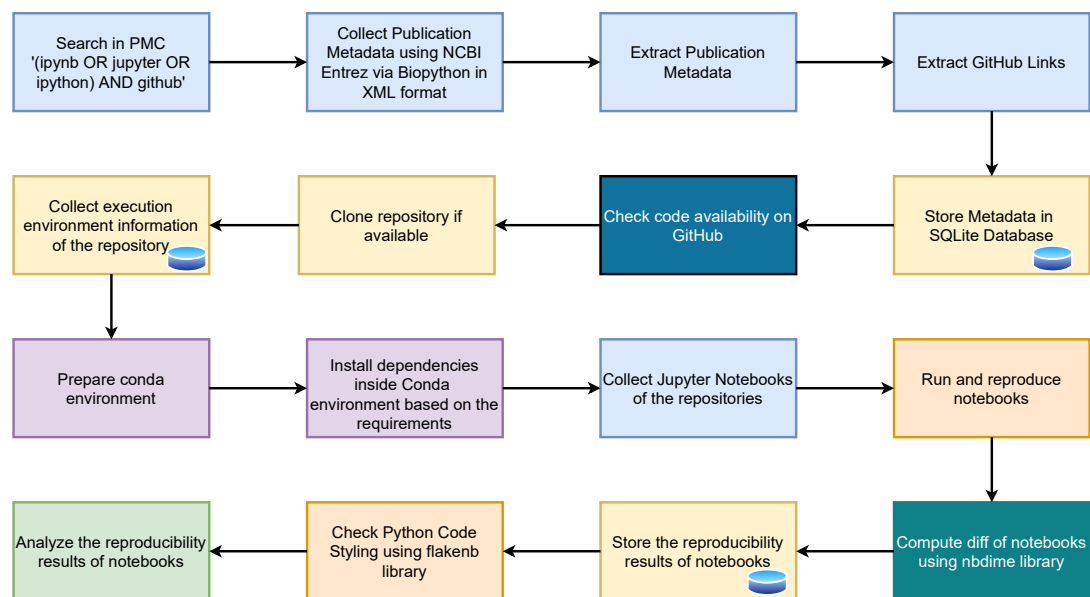 Search in PMC
'(ipynb OR jupyter OR
ipython) AND github'
Collect Publication
Metadata using NCBI
Entrez via Biopython in
XML format
Extract Publication
Metadata
Extract GitHub Links
Collect execution
environment information
of the repository
Clone repository if
available
Check code availability on
GitHub
Store Metadata in
SQLite Database
Prepare conda
environment
Install dependencies
inside Conda
environment based on the
requirements
Collect Jupyter Notebooks
of the repositories
Run and reproduce
notebooks
Analyze the reproducibility
results of notebooks
Check Python Code
Styling using flakenb
library
Store the reproducibility
results of notebooks
Compute diff of notebooks
using nbdime library